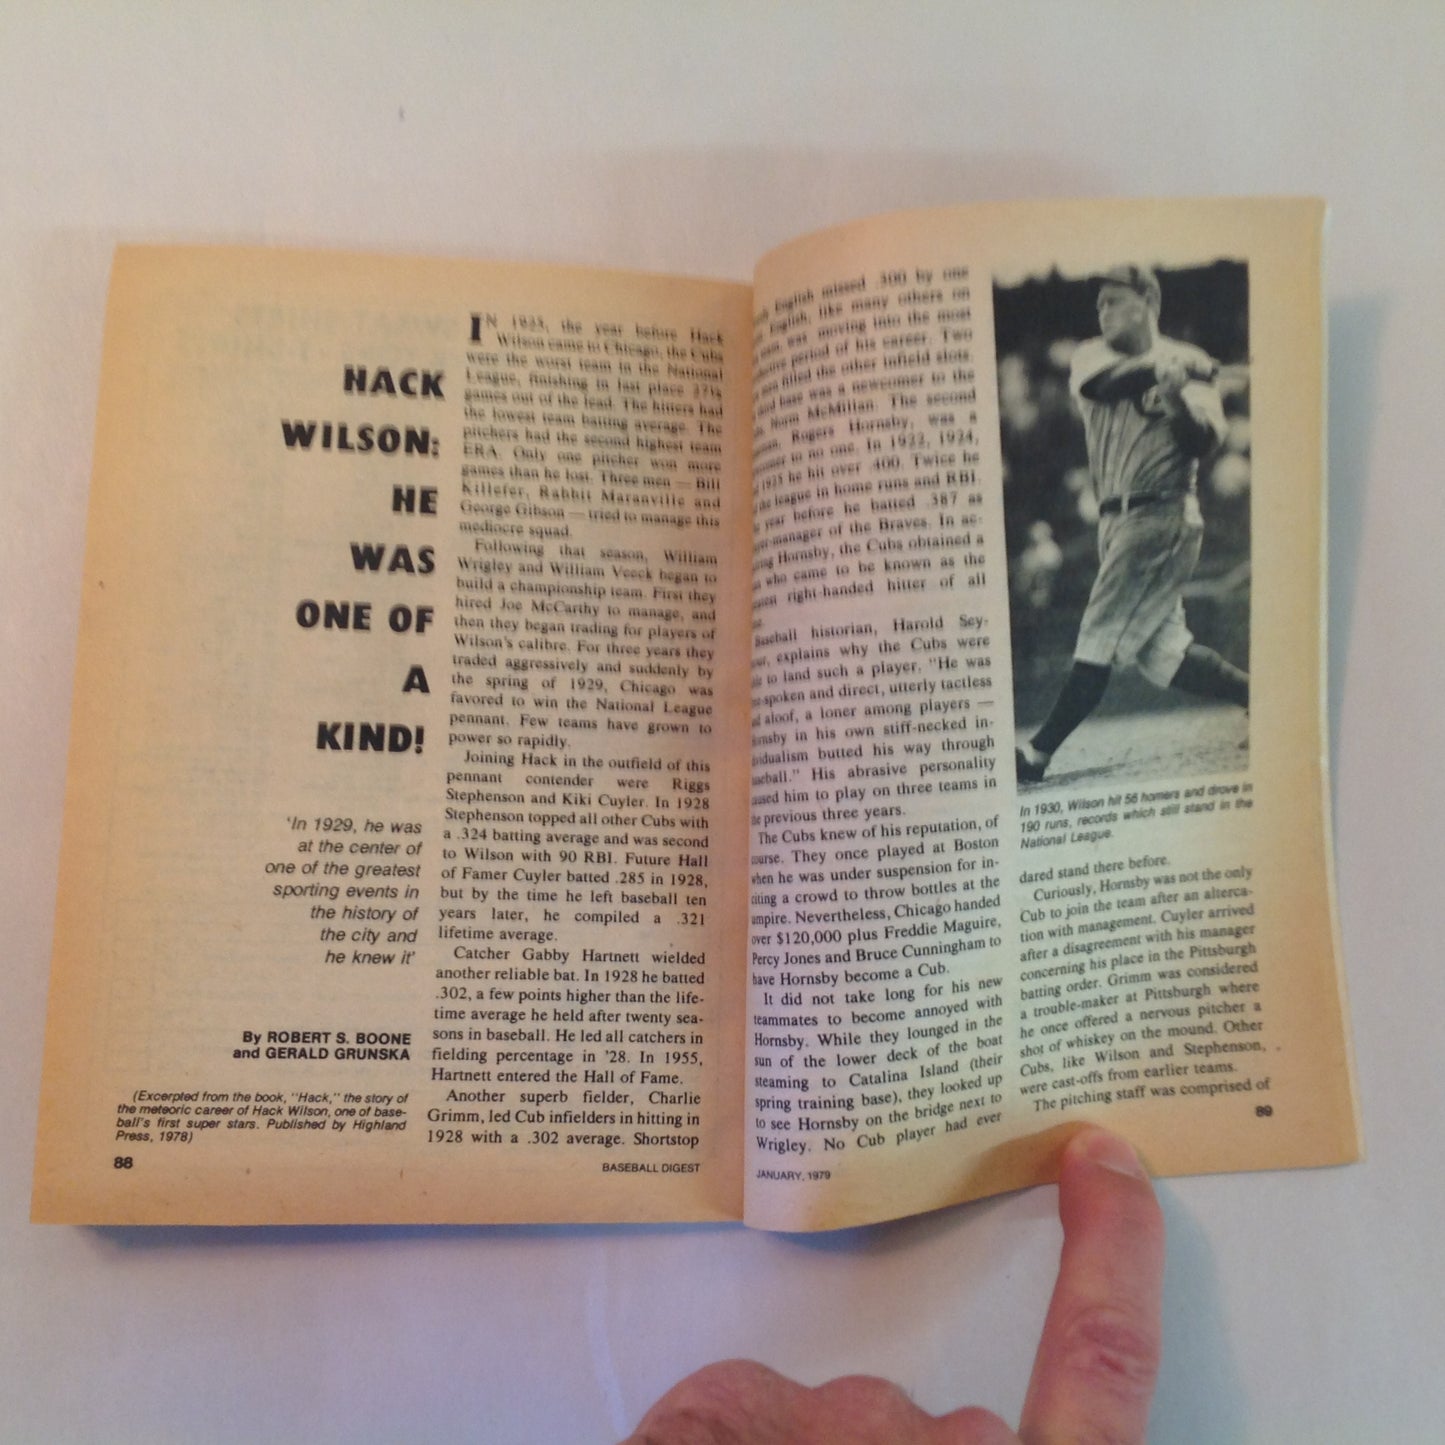 HACK
WILSON:
HE
WAS
ONE OF
A
KIND!
'In 1929, he was
at the center of
one of the greatest
sporting events in
the history of
the city and
he knew it'
By ROBERT S. BOONE
and GERALD GRUNSKA
(Excerpted from the book, "Hack," the story of
the meteoric career of Hack Wilson, one of base-
ball's first super stars. Published by Highland
Press, 1978)
88
IN 1925, the year before Hack
Wilson came to Chicago, the Cubs
were the worst team in the National
League, finishing in last place 27½
games out of the lead. The hitters had
the lowest team batting average. The
pitchers had the second highest team
ERA. Only one pitcher won more
games than he lost. Three men — Bill
Killefer, Rabbit Maranville and
George Gibson — tried to manage this
mediocre squad.
Following that season, William
Wrigley and William Veeck began to
build a championship team. First they
hired Joe McCarthy to manage, and
then they began trading for players of
Wilson's calibre. For three years they
traded aggressively and suddenly by
the spring of 1929, Chicago was
favored to win the National League
pennant. Few teams have grown to
power so rapidly.
Joining Hack in the outfield of this
pennant contender were Riggs
Stephenson and Kiki Cuyler. In 1928
Stephenson topped all other Cubs with
a .324 batting average and was second
to Wilson with 90 RBI. Future Hall
of Famer Cuyler batted .285 in 1928,
but by the time he left baseball ten
years later, he compiled a .321
lifetime average.
Catcher Gabby Hartnett wielded
another reliable bat. In 1928 he batted
.302, a few points higher than the life-
time average he held after twenty sea-
sons in baseball. He led all catchers in
fielding percentage in '28. In 1955,
Hartnett entered the Hall of Fame.
Another superb fielder, Charlie
Grimm, led Cub infielders in hitting in
1928 with a .302 average. Shortstop
BASEBALL DIGEST
English missed .300 by one
English, like many others on
was moving into the most
period of his career. Two
filled the other infield slots.
base was a newcomer to the
Norm McMillan. The second
Rogers Hornsby, was a
to no one. In 1922, 1924,
1925 he hit over .400. Twice he
league in home runs and RBI.
year before he batted .387 as
manager of the Braves. In ac-
Hornsby, the Cubs obtained a
who came to be known as the
right-handed hitter of all
Baseball historian, Harold Sey-
explains why the Cubs were
to land such a player. "He was
spoken and direct, utterly tactless
aloof, a loner among players —
in his own stiff-necked in-
butted his way through
His abrasive personality
him to play on three teams in
previous three years.
The Cubs knew of his reputation, of
course. They once played at Boston
when he was under suspension for in-
citing a crowd to throw bottles at the
umpire. Nevertheless, Chicago handed
over $120,000 plus Freddie Maguire,
Percy Jones and Bruce Cunningham to
have Hornsby become a Cub.
It did not take long for his new
teammates to become annoyed with
Hornsby. While they lounged in the
sun of the lower deck of the boat
steaming to Catalina Island (their
spring training base), they looked up
to see Hornsby on the bridge next to
Wrigley. No Cub player had ever
JANUARY, 1979
In 1930, Wilson hit 56 homers and drove in
190 runs, records which still stand in the
National League.
dared stand there before.
Curiously, Hornsby was not the only
Cub to join the team after an alterca-
tion with management. Cuyler arrived
after a disagreement with his manager
concerning his place in the Pittsburgh
batting order. Grimm was considered
a trouble-maker at Pittsburgh where
he once offered a nervous pitcher a
shot of whiskey on the mound. Other
Cubs, like Wilson and Stephenson,
were cast-offs from earlier teams.
The pitching staff was comprised of
89